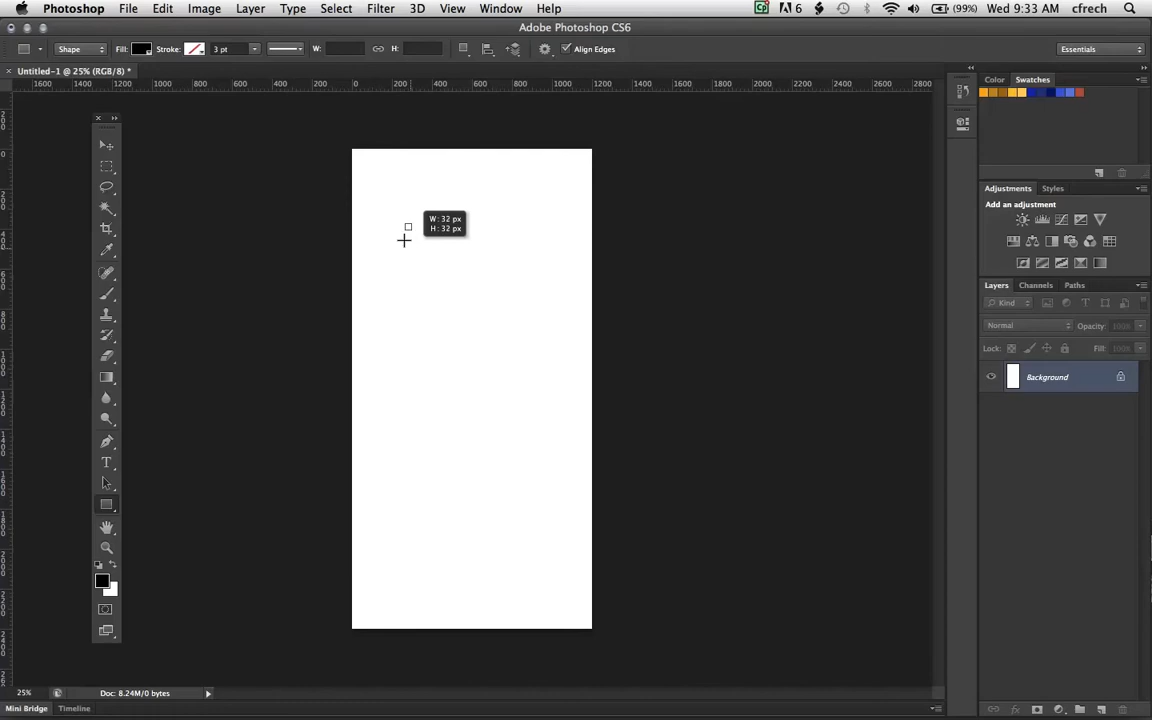 Photoshop File Edit Image Layer Type Select Filter 3D View Window Help 6 (99%) Wed 9:33 AM cfrech
Adobe Photoshop CS6
Shape Fill: Stroke: 3 pt W: H: Align Edges Essentials
Untitled-1 @ 25% (RGB/8) *
1600 1400 1200 1000 800 600 400 200 0 200 400 600 800 1000 1200 1400 1600 1800 2000 2200 2400 2600 2800
Color Swatches
Adjustments Styles
Add an adjustment
W: 32 px
H: 32 px
Layers Channels Paths
Kind
Normal Opacity: 100%
Lock: Fill: 100%
Background
T
25% Doc: 8.24M/0 bytes
Mini Bridge Timeline